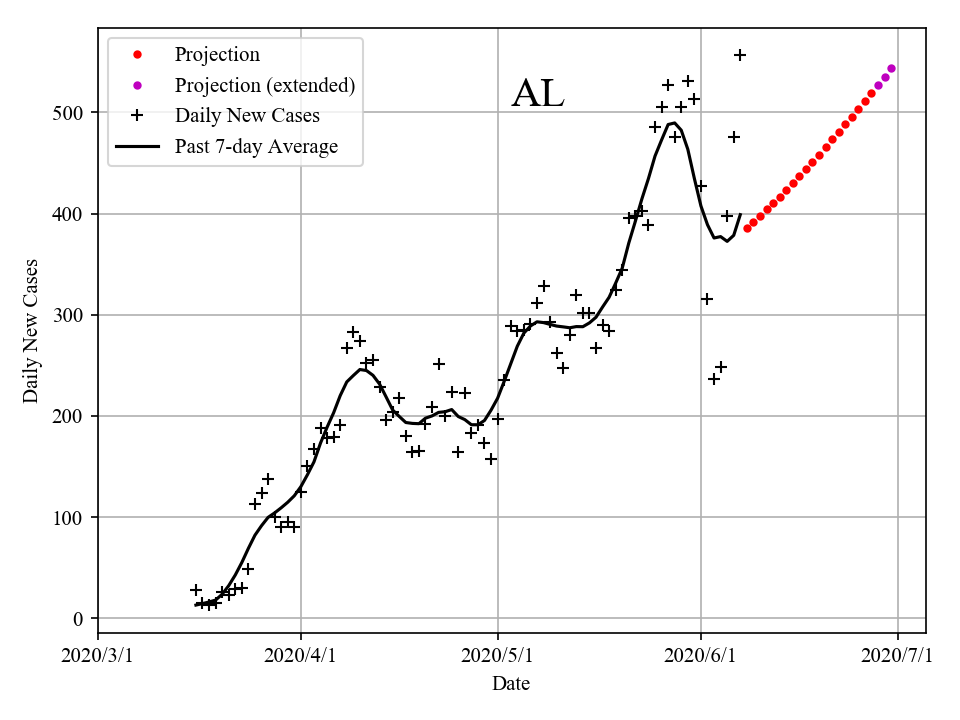 Projection
Projection (extended)
Daily New Cases
Past 7-day Average
AL
500
400
300
200
100
0
Daily New Cases
2020/3/1 2020/4/1 2020/5/1 2020/6/1 2020/7/1
Date